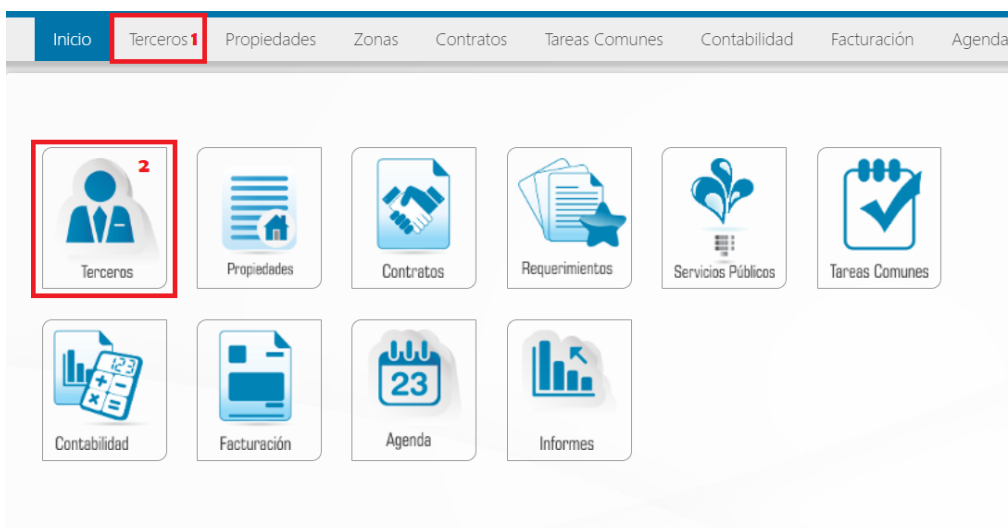 Inicio Terceros 1 Propiedades Zonas Contratos Tareas Comunes Contabilidad Facturación Agenda
2
Terceros Propiedades Contratos Requerimientos Servicios Públicos Tareas Comunes
123
23
Contabilidad Facturación Agenda Informes